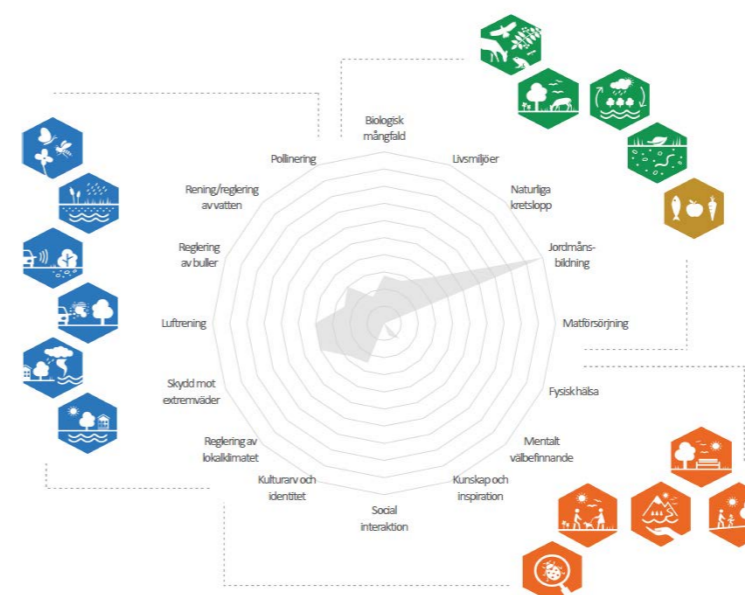 Biologisk
mångfald
Livsmiljöer
Naturliga
kretslopp
Jordmåns-
bildning
Matförsörjning
Fysisk hälsa
Mentalt
välbefinnande
Kunskap och
inspiration
Social
interaktion
Kulturarv och
identitet
Reglering av
lokalklimatet
Skydd mot
extremväder
Luftrening
Reglering
av buller
Rening/reglering
av vatten
Pollinering